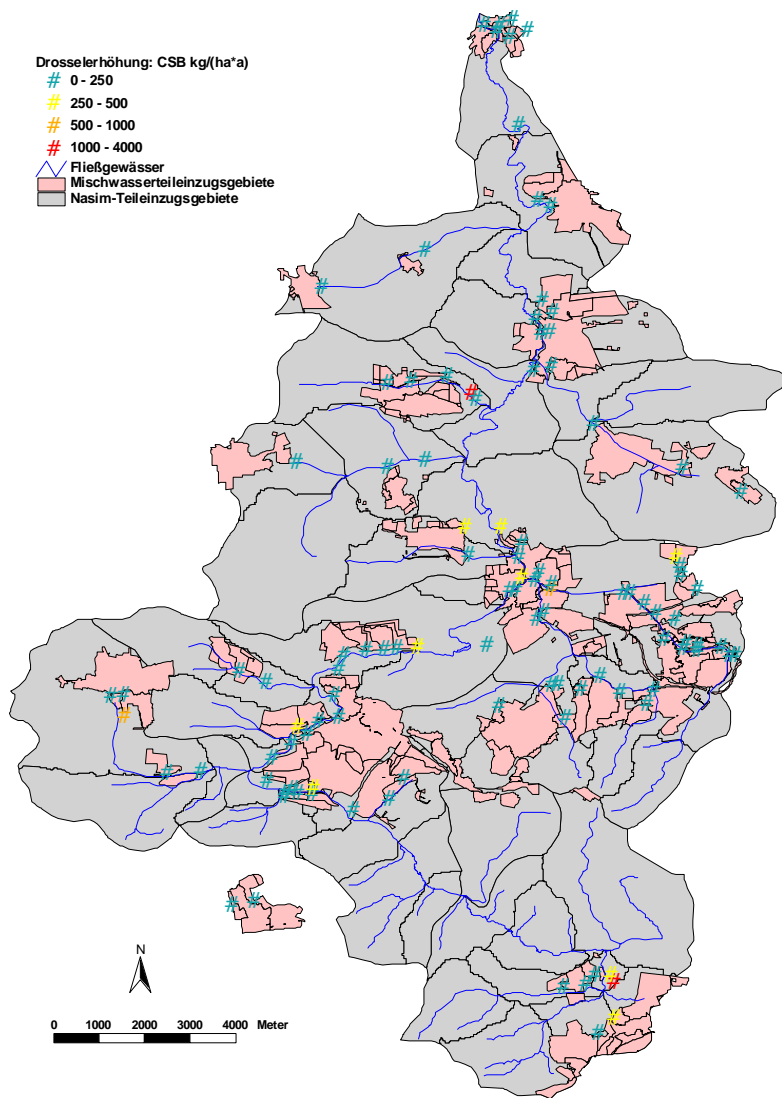 Drosselerhöhung: CSB kg/(ha*a)
# 0 - 250
# 250 - 500
# 500 - 1000
# 1000 - 4000
Fließgewässer
Mischwasserteileinzugsgebiete
Nasim-Teileinzugsgebiete
N
0 1000 2000 3000 4000 Meter